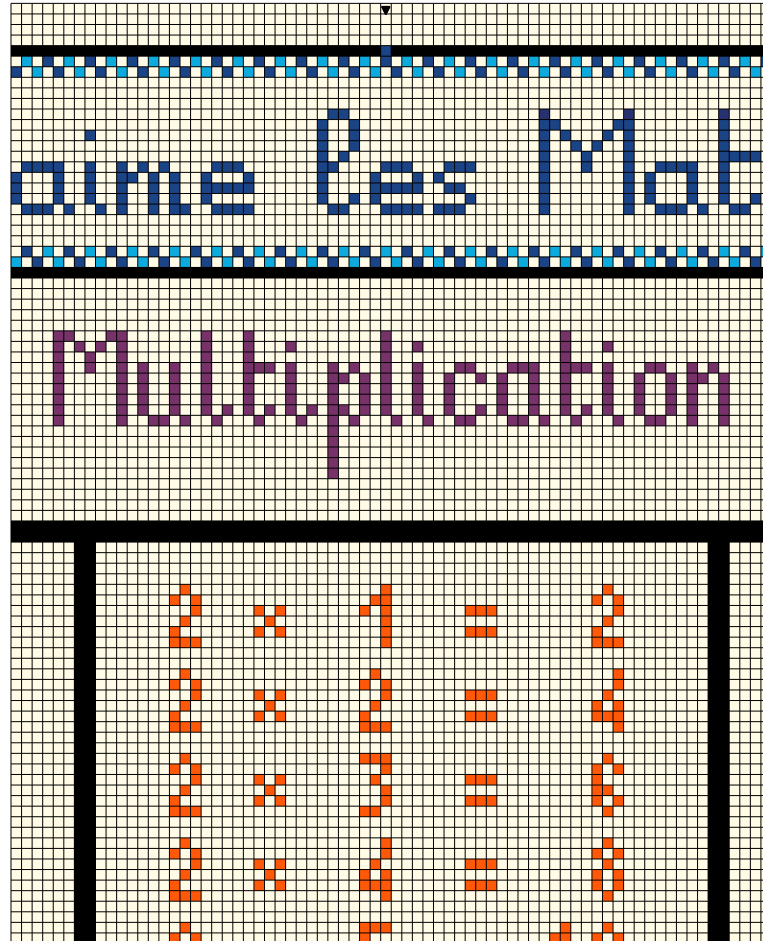 aime les Mat
Multiplication
2 × 1 = 2
2 × 2 = 4
2 × 3 = 6
2 × 4 = 8